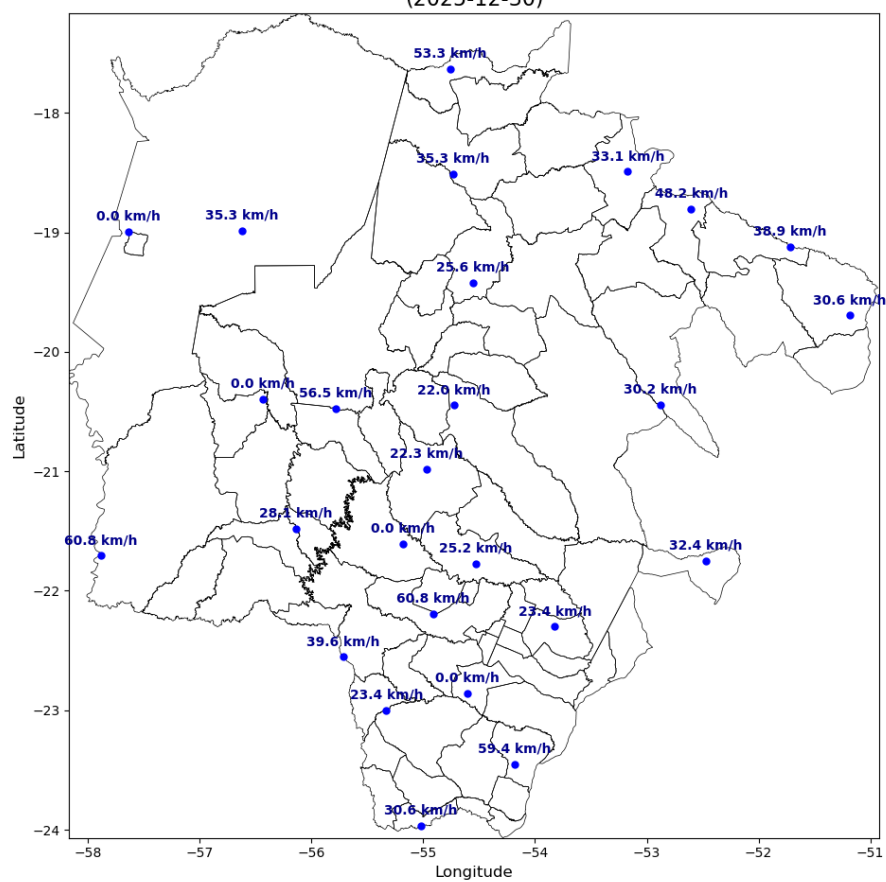 (2025-12-30)
53.3 km/h
35.3 km/h
33.1 km/h
48.2 km/h
0.0 km/h
35.3 km/h
38.9 km/h
25.6 km/h
30.6 km/h
0.0 km/h
56.5 km/h
22.0 km/h
30.2 km/h
22.3 km/h
28.1 km/h
0.0 km/h
60.8 km/h
25.2 km/h
32.4 km/h
60.8 km/h
23.4 km/h
39.6 km/h
0.0 km/h
23.4 km/h
59.4 km/h
30.6 km/h
−18
−19
−20
−21
−22
−23
−24
Latitude
−58 −57 −56 −55 −54 −53 −52 −51
Longitude